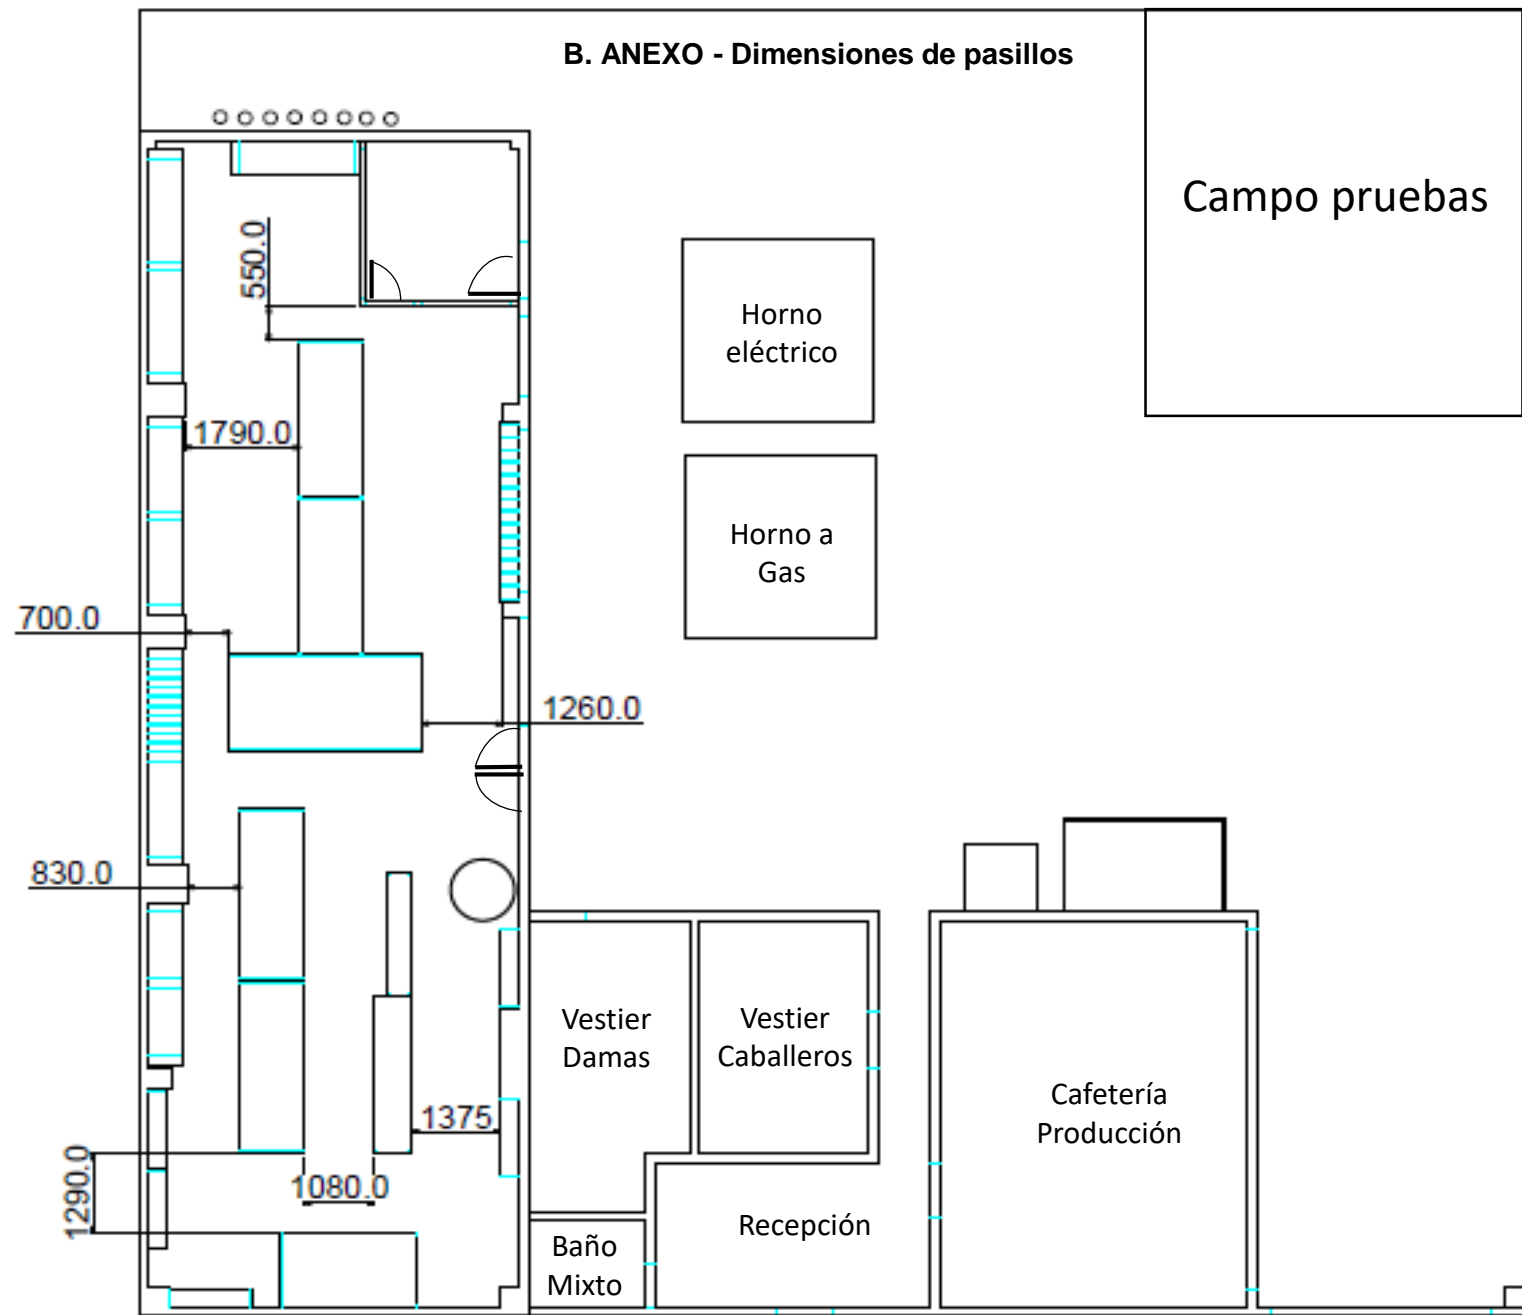 B. ANEXO - Dimensiones de pasillos
Campo pruebas
550.0
Horno
eléctrico
1790.0
Horno a
Gas
700.0
1260.0
830.0
Vestier
Damas
Vestier
Caballeros
Cafetería
Producción
1375
1290.0
1080.0
Recepción
Baño
Mixto